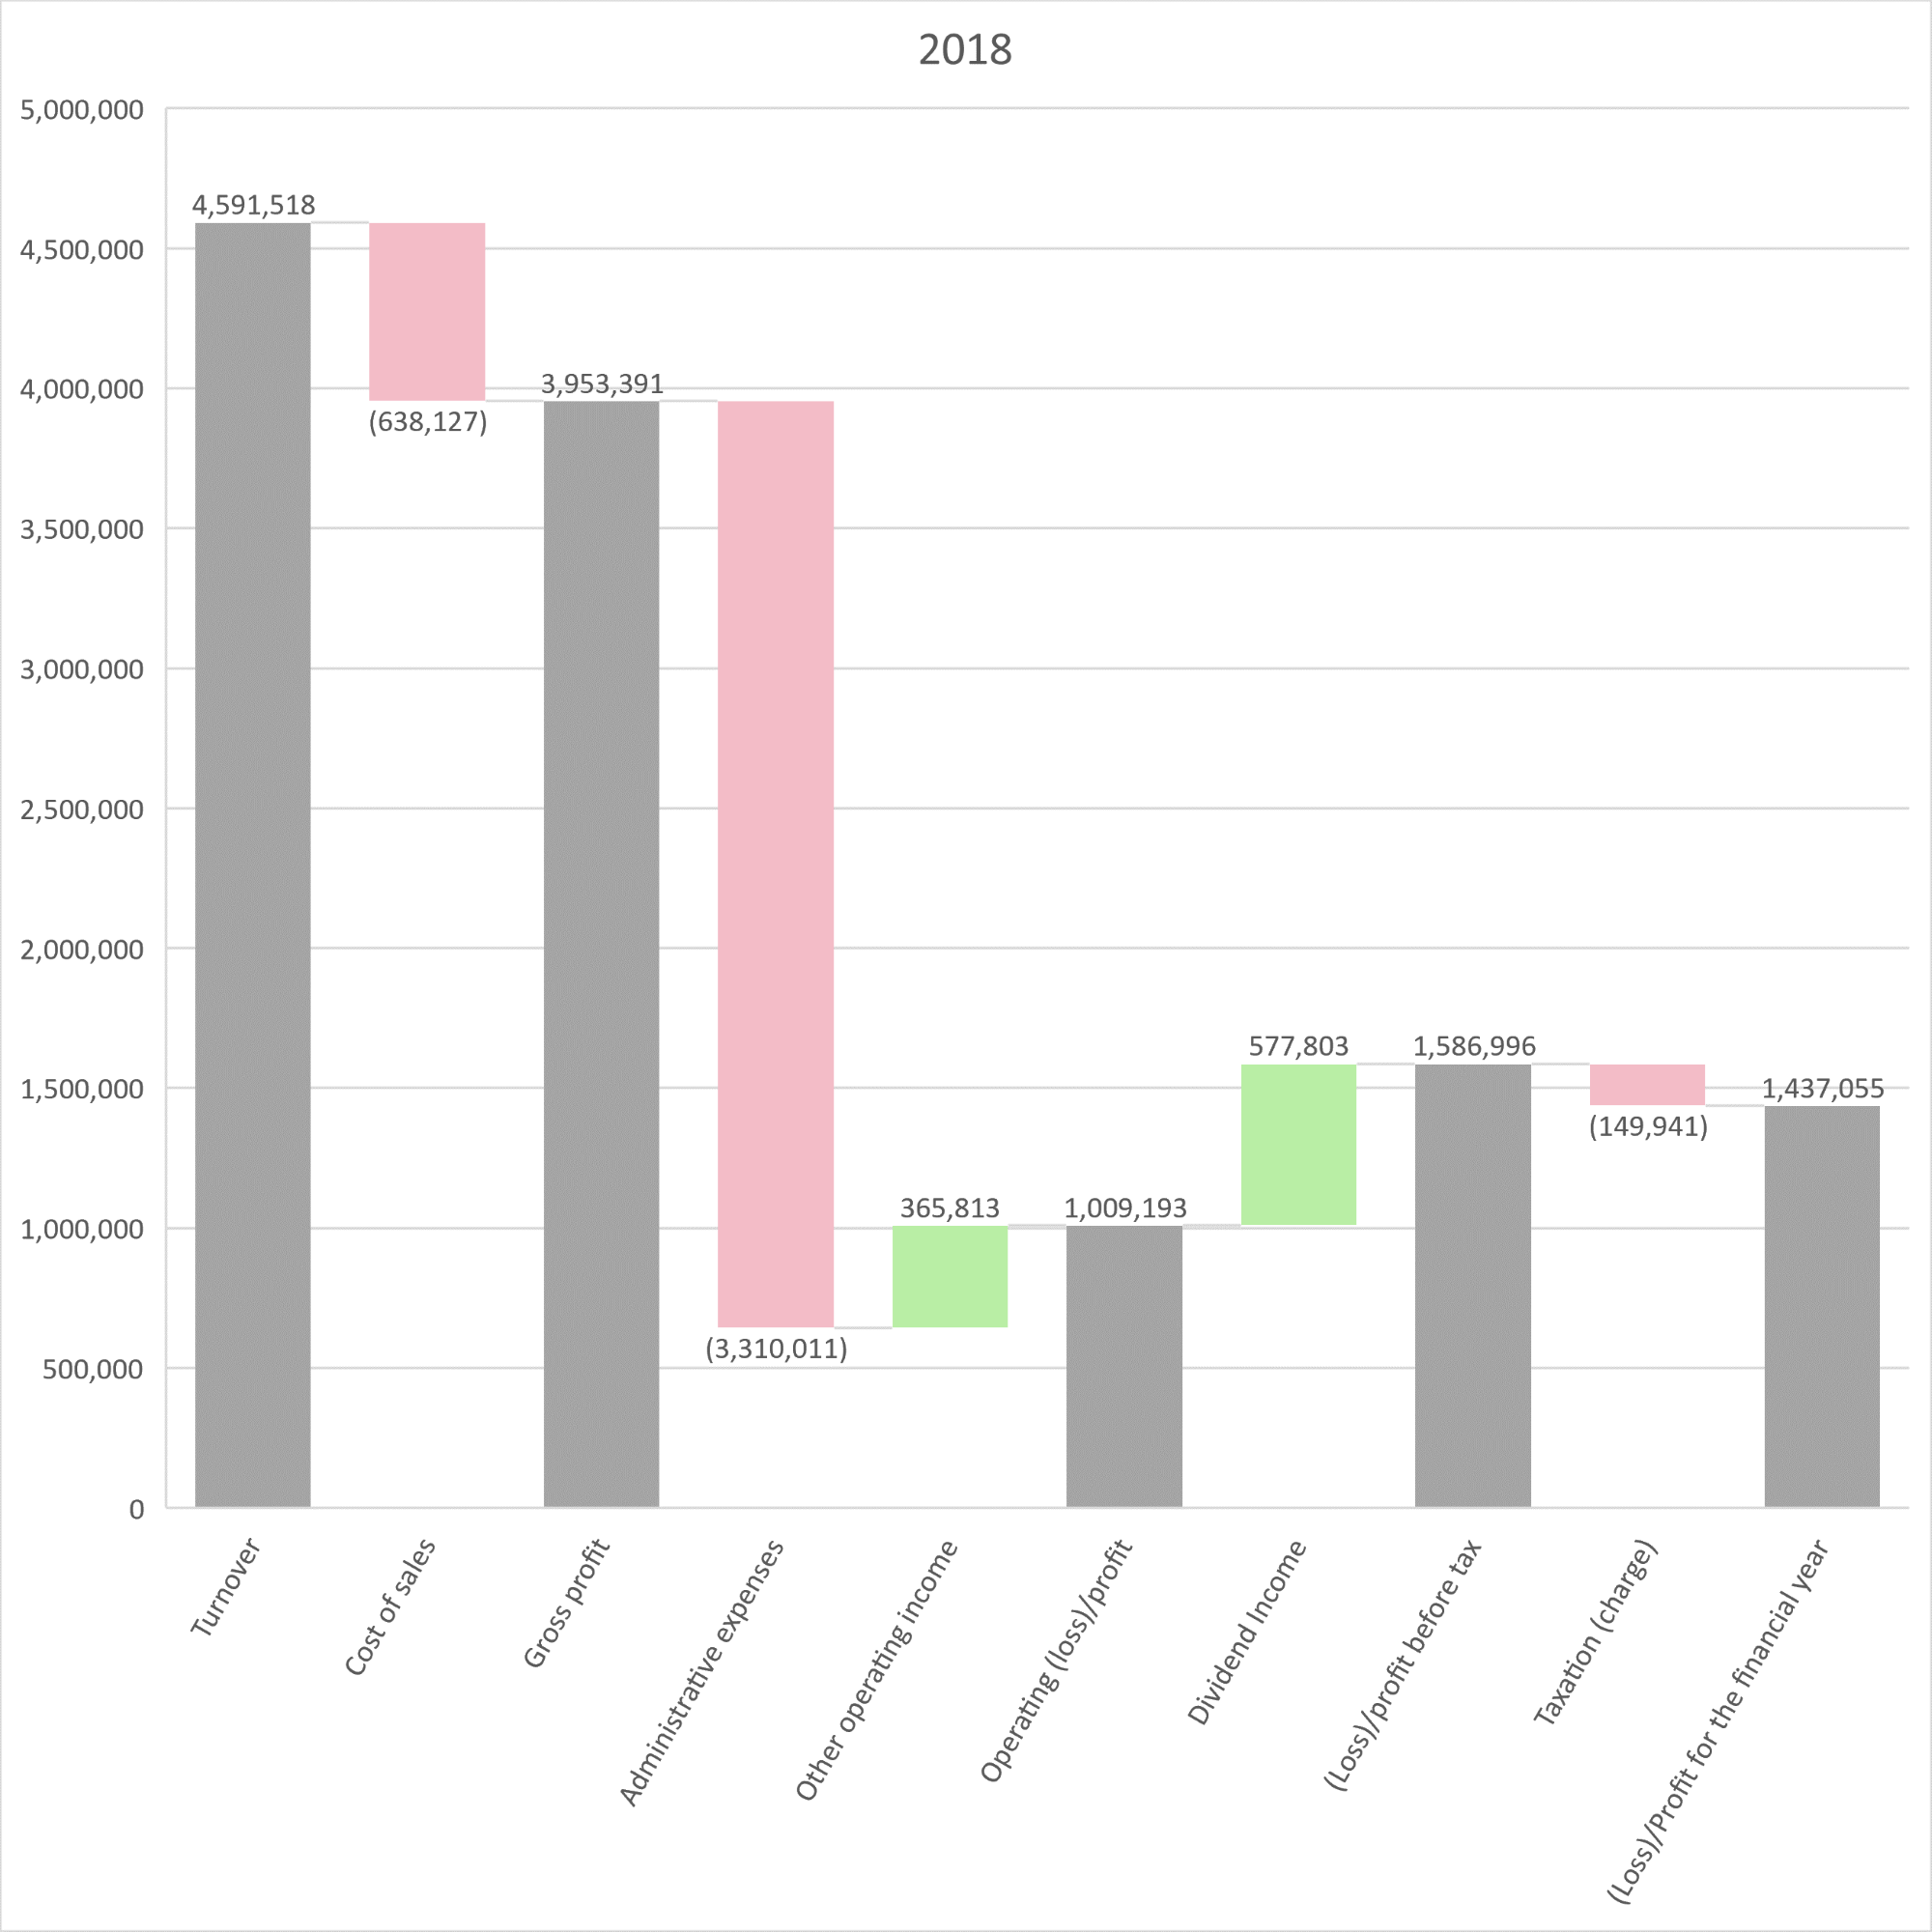 2018
5,000,000
4,500,000
4,000,000
3,500,000
3,000,000
2,500,000
2,000,000
1,500,000
1,000,000
500,000
0
4,591,518
(638,127)
3,953,391
(3,310,011)
365,813
1,009,193
577,803
1,586,996
(149,941)
1,437,055
Turnover
Cost of sales
Gross profit
Administrative expenses
Other operating income
Operating (loss)/profit
Dividend Income
(Loss)/profit before tax
Taxation (charge)
(Loss)/Profit for the financial year